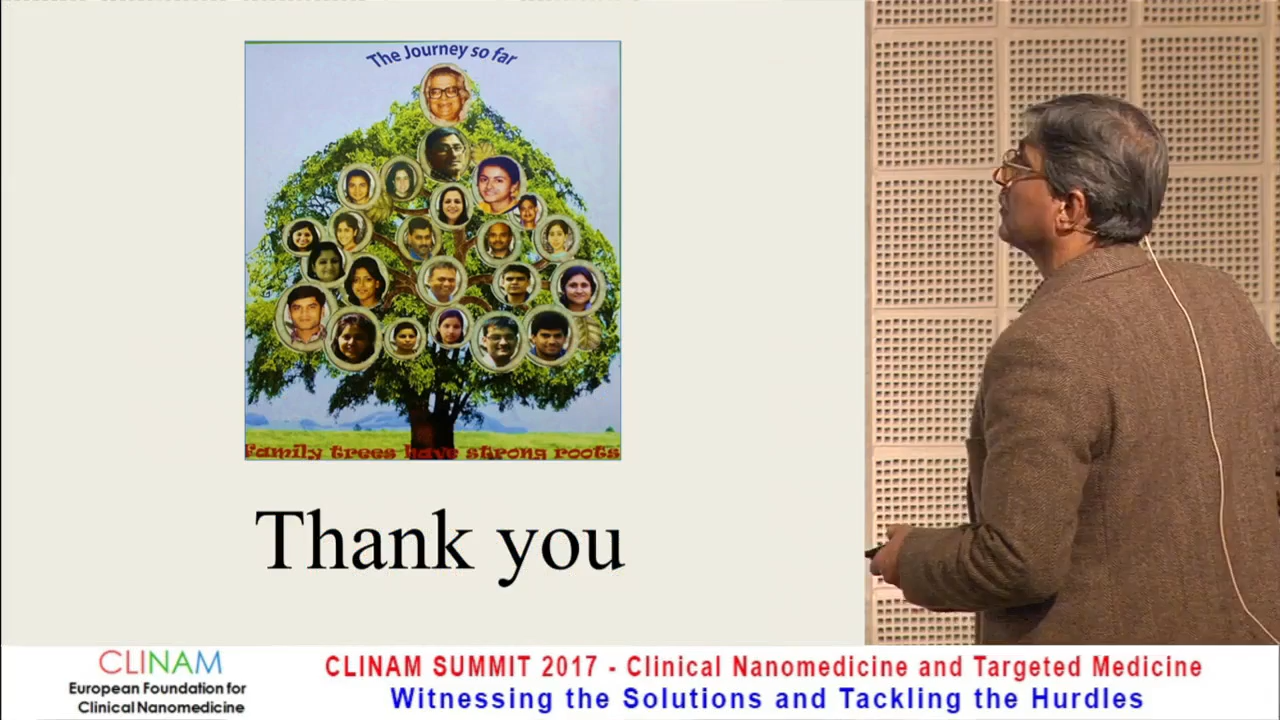 The Journey so far
family trees have strong roots
Thank you
CLINAM
European Foundation for
Clinical Nanomedicine
CLINAM SUMMIT 2017 - Clinical Nanomedicine and Targeted Medicine
Witnessing the Solutions and Tackling the Hurdles